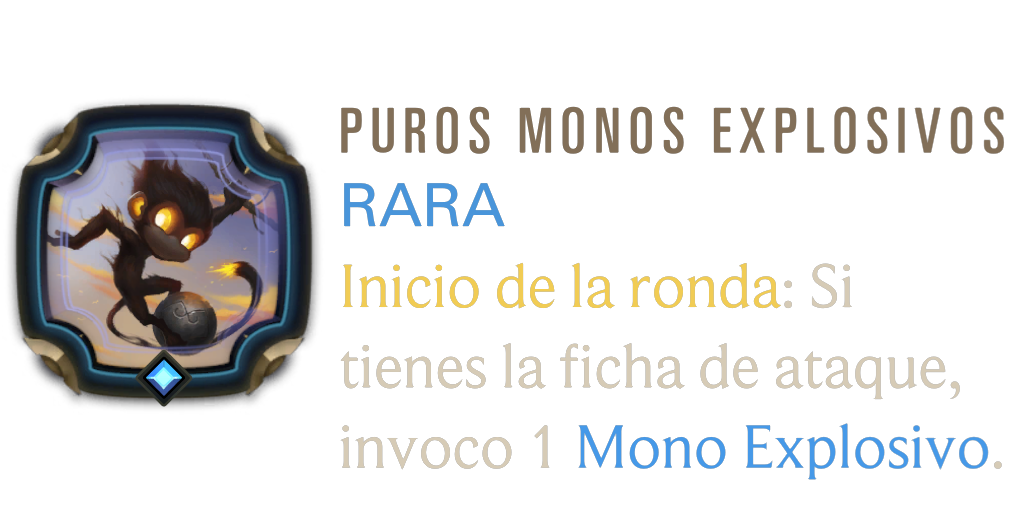 PUROS MONOS EXPLOSIVOS
RARA
Inicio de la ronda: Si
tienes la ficha de ataque,
invoco 1 Mono Explosivo.